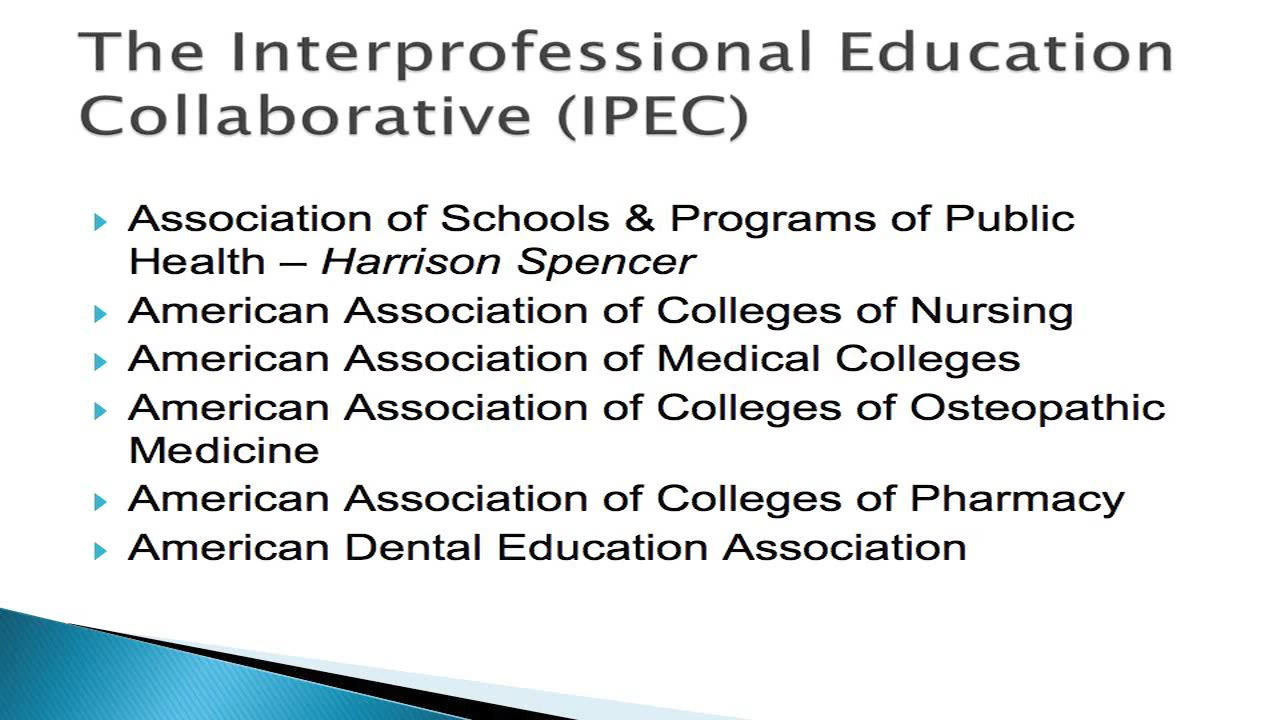 The Interprofessional Education
Collaborative (IPEC)
Association of Schools & Programs of Public
Health – Harrison Spencer
American Association of Colleges of Nursing
American Association of Medical Colleges
American Association of Colleges of Osteopathic
Medicine
American Association of Colleges of Pharmacy
American Dental Education Association